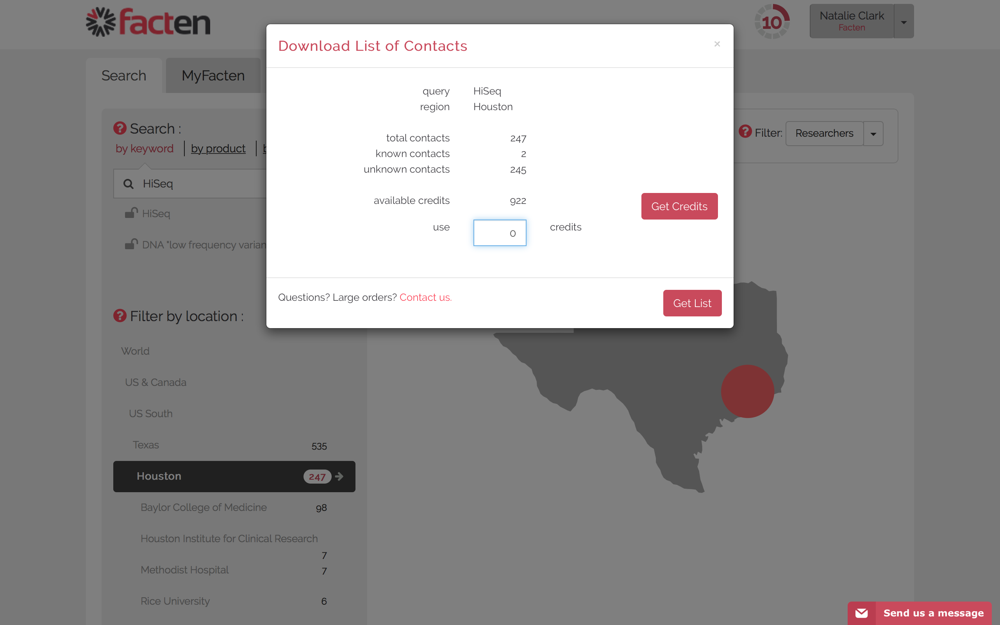 facten
10
Natalie Clark
Facten
Search
MyFacten
Download List of Contacts
×
query HiSeq
region Houston
total contacts 247
known contacts 2
unknown contacts 245
available credits 922
Get Credits
use 0 credits
Questions? Large orders? Contact us.
Get List
? Search :
by keyword by product
HiSeq
HiSeq
DNA "low frequency varian
? Filter: Researchers
? Filter by location :
World
US & Canada
US South
Texas 535
Houston 247
Baylor College of Medicine 98
Houston Institute for Clinical Research
7
Methodist Hospital 7
Rice University 6
Send us a message